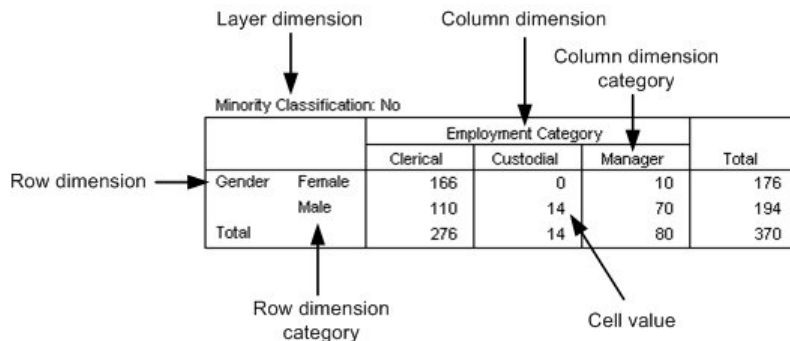 Layer dimension
Column dimension
Column dimension
category
Minority Classification: No
Employment Category
Clerical Custodial Manager Total
Row dimension
Gender Female 166 0 10 176
Male 110 14 70 194
Total 276 14 80 370
Row dimension
category
Cell value